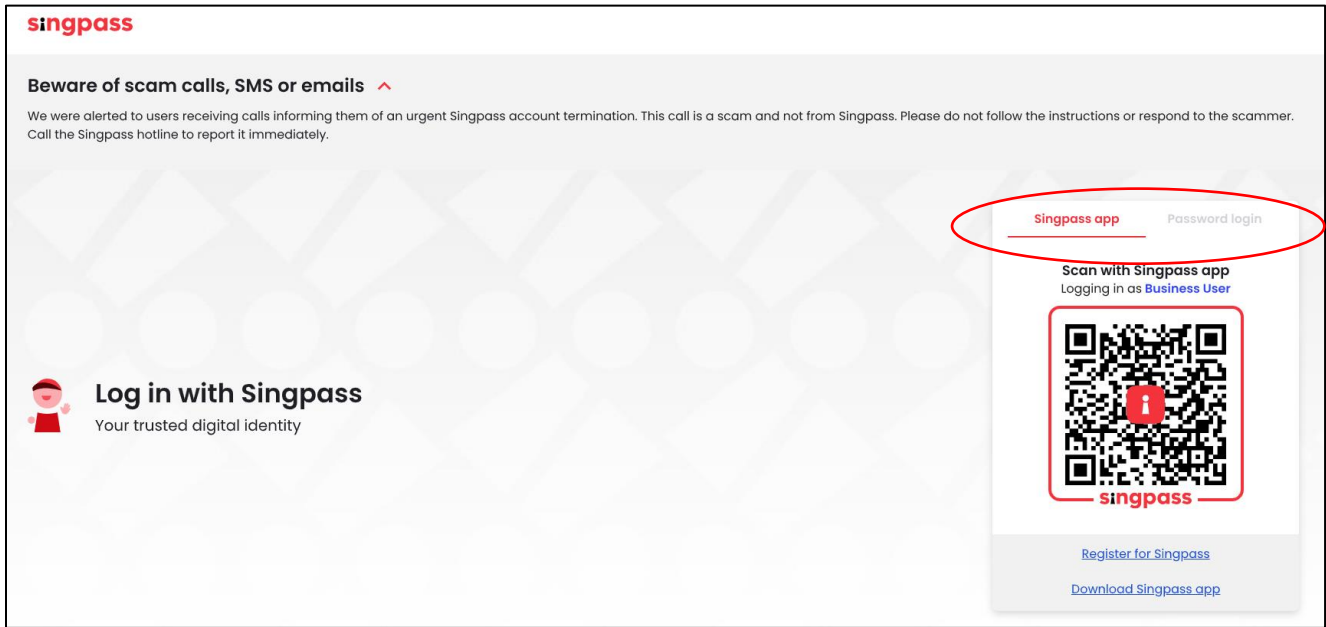 singpass
Beware of scam calls, SMS or emails
We were alerted to users receiving calls informing them of an urgent Singpass account termination. This call is a scam and not from Singpass. Please do not follow the instructions or respond to the scammer.
Call the Singpass hotline to report it immediately.
Singpass app Password login
Scan with Singpass app
Logging in as Business User
singpass
Log in with Singpass
Your trusted digital identity
Register for Singpass
Download Singpass app